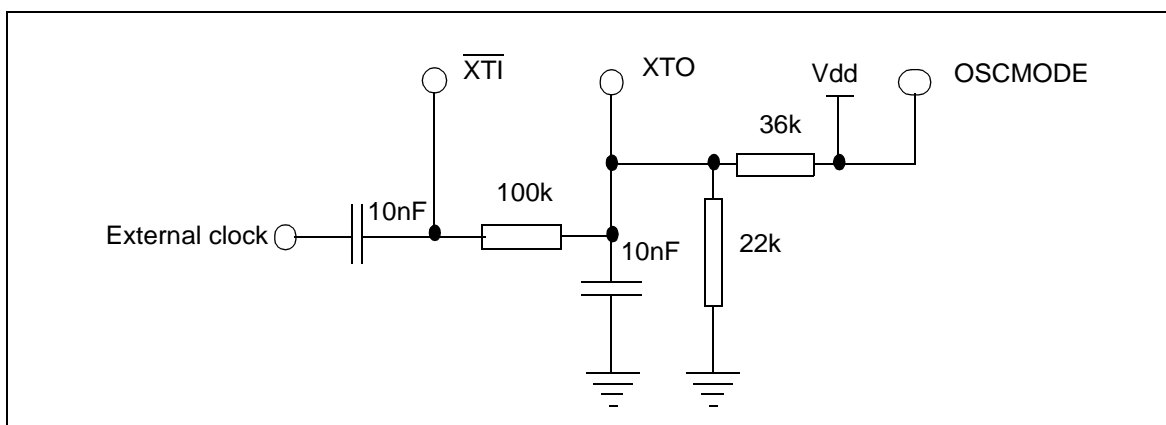 XTI
XTO
Vdd
OSCMODE
36k
100k
10nF
External clock
10nF
22k